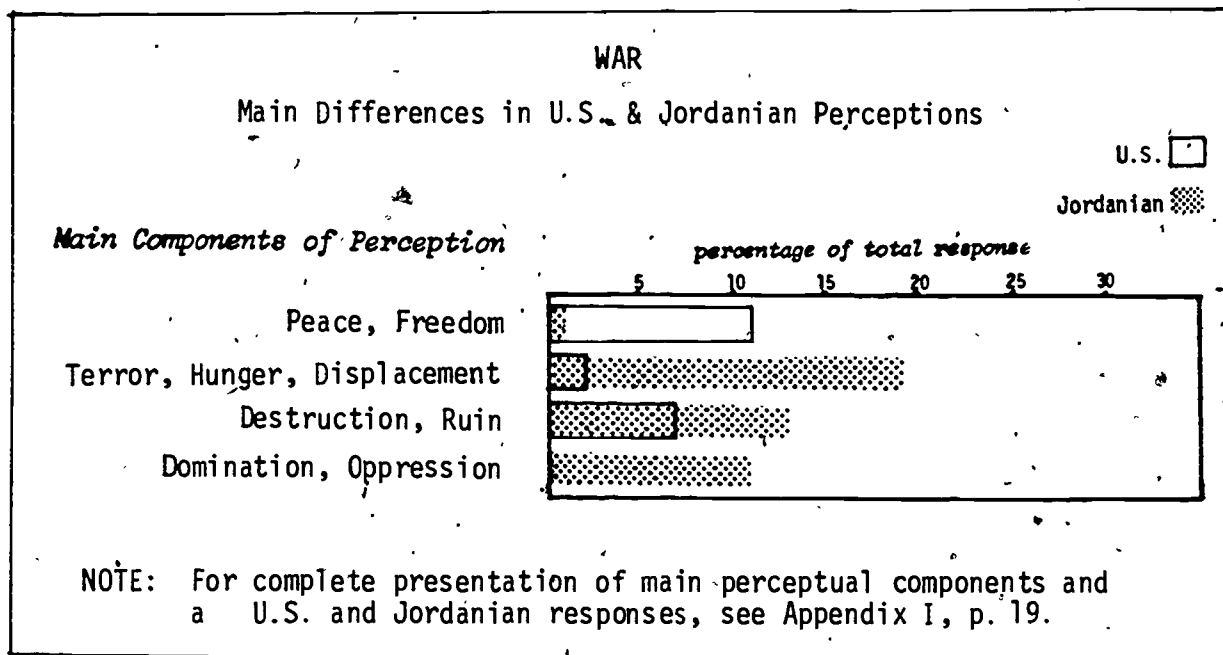 WAR
Main Differences in U.S. & Jordanian Perceptions
U.S.
Jordanian
Main Components of Perception
percentage of total response
5 10 15 20 25 30
Peace, Freedom
Terror, Hunger, Displacement
Destruction, Ruin
Domination, Oppression
NOTE: For complete presentation of main perceptual components and
a U.S. and Jordanian responses, see Appendix I, p. 19.